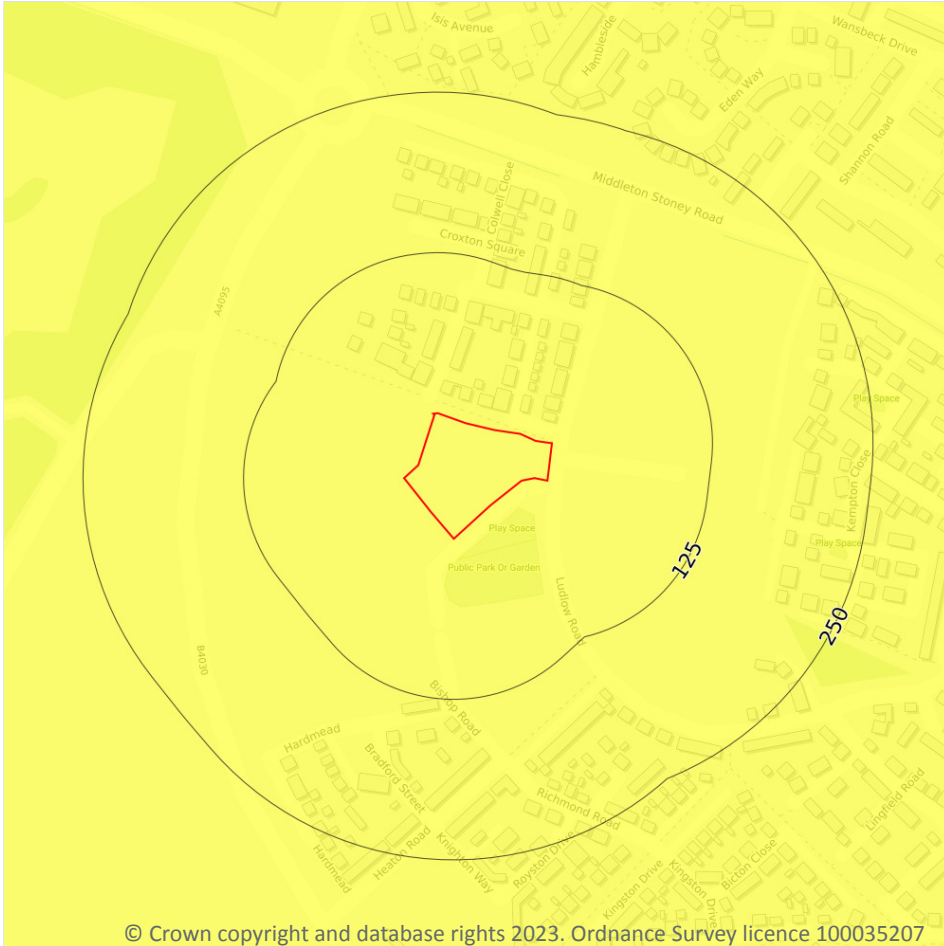 Isis Avenue
Hambleside
Wansbeck Drive
Eden Way
Shannon Road
Middleton Stoney Road
Colwell Close
Croxton Square
A4095
Play Space
Kempton Close
Play Space
Play Space
Public Park Or Garden
125
Ludlow Road
250
B4030
Bishop Road
Hardmead
Bradford Street
Richmond Road
Lingfield Road
Heaton Road
Hardmead
Knighton Way
Royston Drive
Kingston Drive
Kingston Drive
Bicton Close
© Crown copyright and database rights 2023. Ordnance Survey licence 100035207